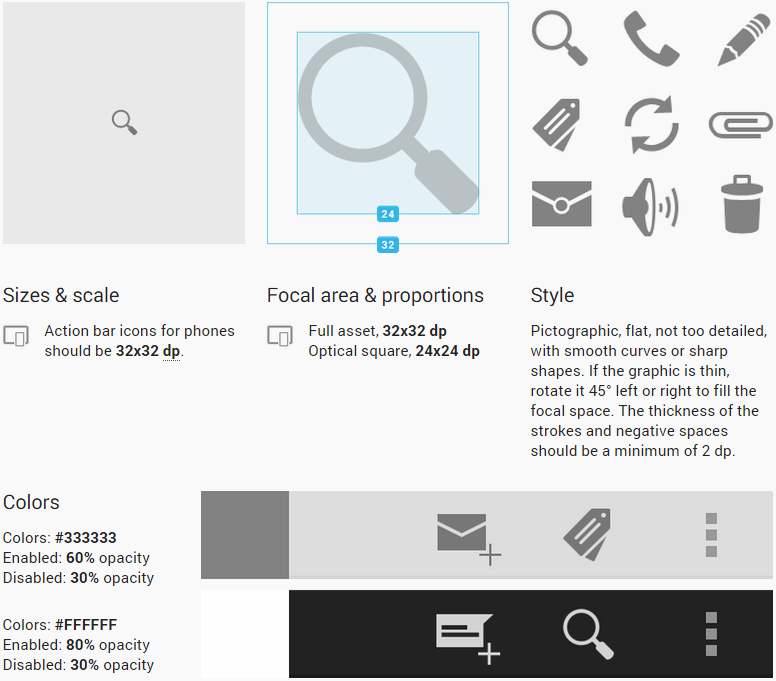 24
32
Sizes & scale
Action bar icons for phones
should be 32x32 dp.
Focal area & proportions
Full asset, 32x32 dp
Optical square, 24x24 dp
Style
Pictographic, flat, not too detailed,
with smooth curves or sharp
shapes. If the graphic is thin,
rotate it 45° left or right to fill the
focal space. The thickness of the
strokes and negative spaces
should be a minimum of 2 dp.
Colors
Colors: #333333
Enabled: 60% opacity
Disabled: 30% opacity
Colors: #FFFFFF
Enabled: 80% opacity
Disabled: 30% opacity